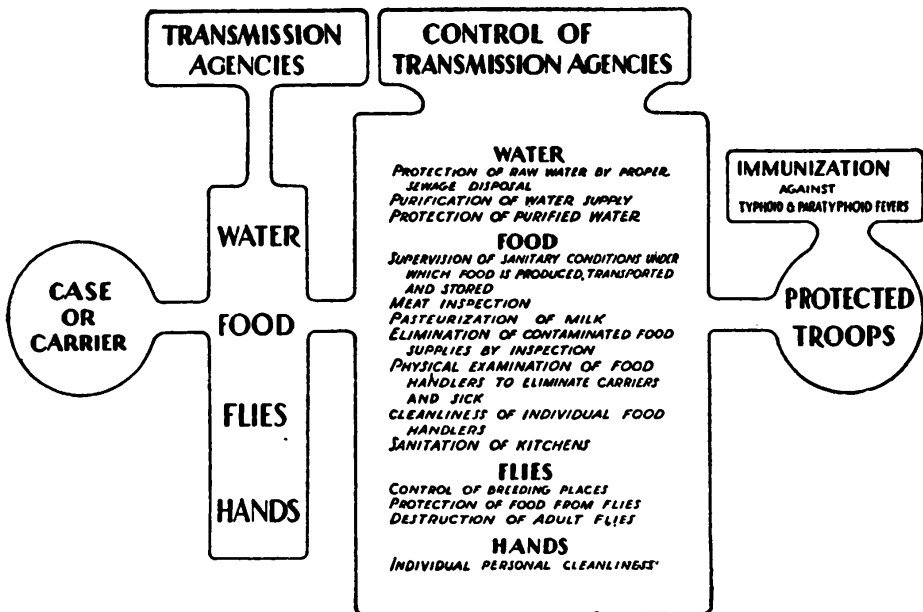 TRANSMISSION
AGENCIES
CONTROL OF
TRANSMISSION AGENCIES
CASE
OR
CARRIER
WATER
FOOD
FLIES
HANDS
WATER
PROTECTION OF RAW WATER BY PROPER
SEWAGE DISPOSAL
PURIFICATION OF WATER SUPPLY
PROTECTION OF PURIFIED WATER
FOOD
SUPERVISION OF SANITARY CONDITIONS UNDER
WHICH FOOD IS PRODUCED, TRANSPORTED
AND STORED
MEAT INSPECTION
PASTEURIZATION OF MILK
ELIMINATION OF CONTAMINATED FOOD
SUPPLIES BY INSPECTION
PHYSICAL EXAMINATION OF FOOD
HANDLERS TO ELIMINATE CARRIERS
AND SICK
CLEANLINESS OF INDIVIDUAL FOOD
HANDLERS
SANITATION OF KITCHENS
FLIES
CONTROL OF BREEDING PLACES
PROTECTION OF FOOD FROM FLIES
DESTRUCTION OF ADULT FLIES
HANDS
INDIVIDUAL PERSONAL CLEANLINESS
IMMUNIZATION
AGAINST
TYPHOID & PARATYPHOID FEVERS
PROTECTED
TROOPS